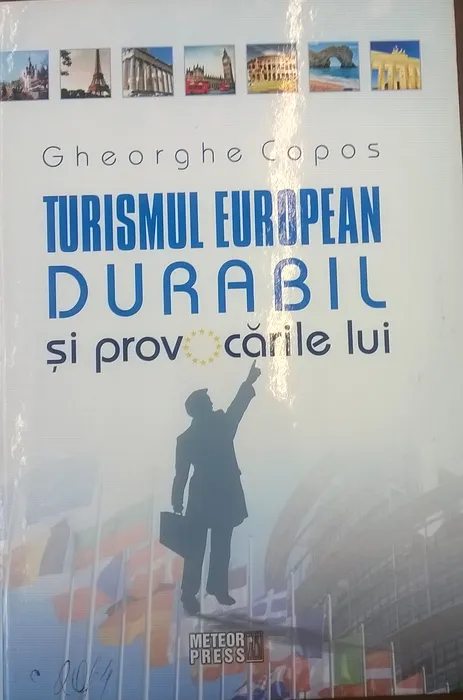 Gheorghe Copos
TURISMUL EUROPEAN
DURABIL
și provocările lui
METEOR
PRESS